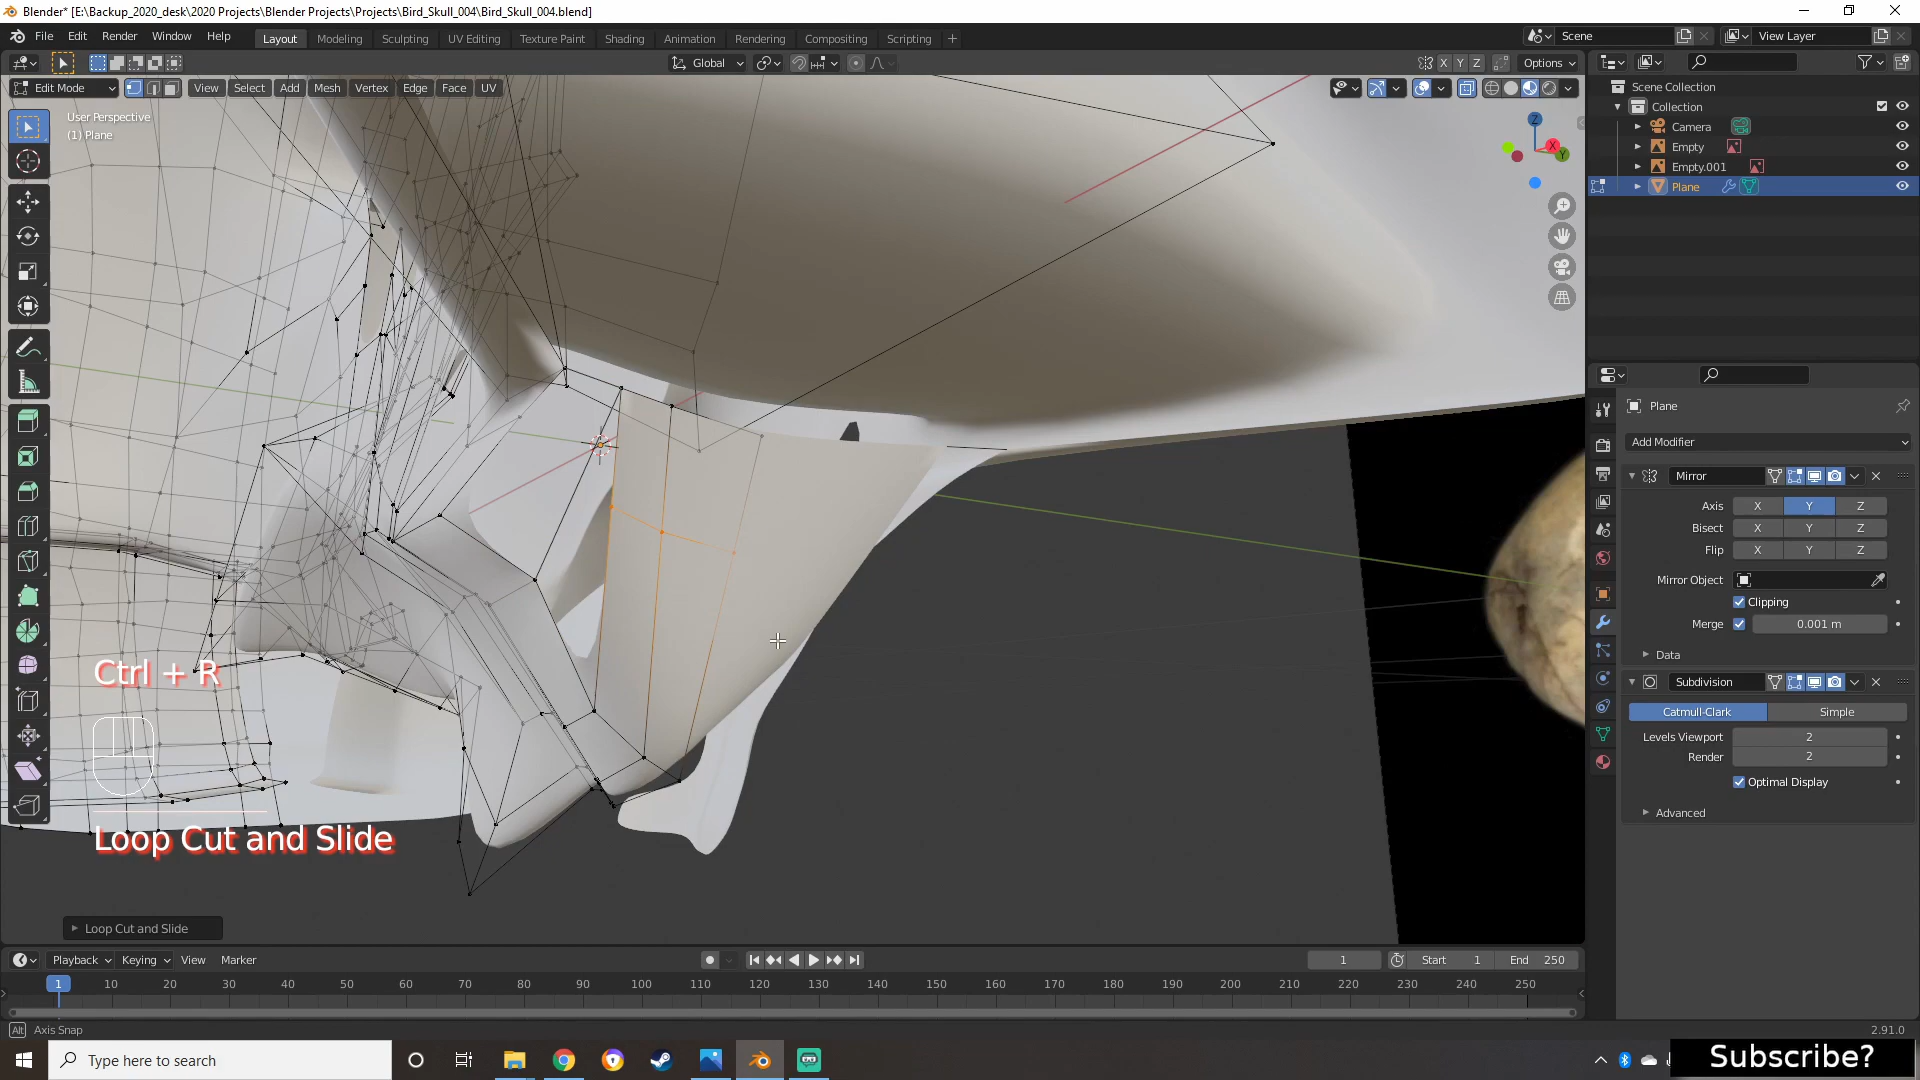 Blender* [E:\Backup_2020_desk\2020 Projects\Blender Projects\Projects\Bird_Skull_004\Bird_Skull_004.blend]
File Edit Render Window Help
Layout Modeling Sculpting UV Editing Texture Paint Shading Animation Rendering Compositing Scripting +
Scene
View Layer
Global
X Y Z
Options
Edit Mode
View Select Add Mesh Vertex Edge Face UV
User Perspective
(1) Plane
Z
X
Y
Scene Collection
Collection
Camera
Empty
Empty.001
Plane
Plane
Add Modifier
Mirror
Axis X Y Z
Bisect X Y Z
Flip X Y Z
Mirror Object
Clipping
Merge 0.001 m
Data
Subdivision
Catmull-Clark Simple
Levels Viewport 2
Render 2
Optimal Display
Advanced
Ctrl + R
Loop Cut and Slide
Loop Cut and Slide
Playback Keying View Marker
1
Start 1
End 250
1 10 20 30 40 50 60 70 80 90 100 110 120 130 140 150 160 170 180 190 200 210 220 230 240 250
Alt Axis Snap
2.91.0
Type here to search
Subscribe?